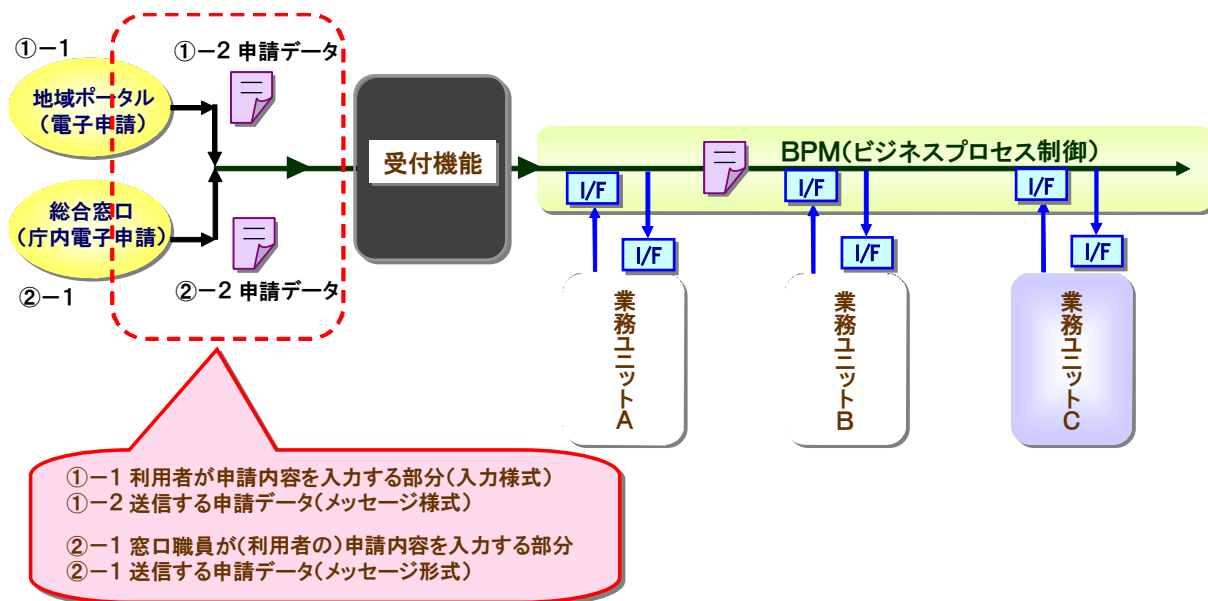 ①-1
①-2 申請データ
地域ポータル
(電子申請)
受付機能
BPM(ビジネスプロセス制御)
I/F
I/F
I/F
総合窓口
(庁内電子申請)
I/F
I/F
I/F
②-1
②-2 申請データ
業務ユニットA
業務ユニットB
業務ユニットC
①-1 利用者が申請内容を入力する部分(入力様式)
①-2 送信する申請データ(メッセージ様式)
②-1 窓口職員が(利用者の)申請内容を入力する部分
②-1 送信する申請データ(メッセージ形式)